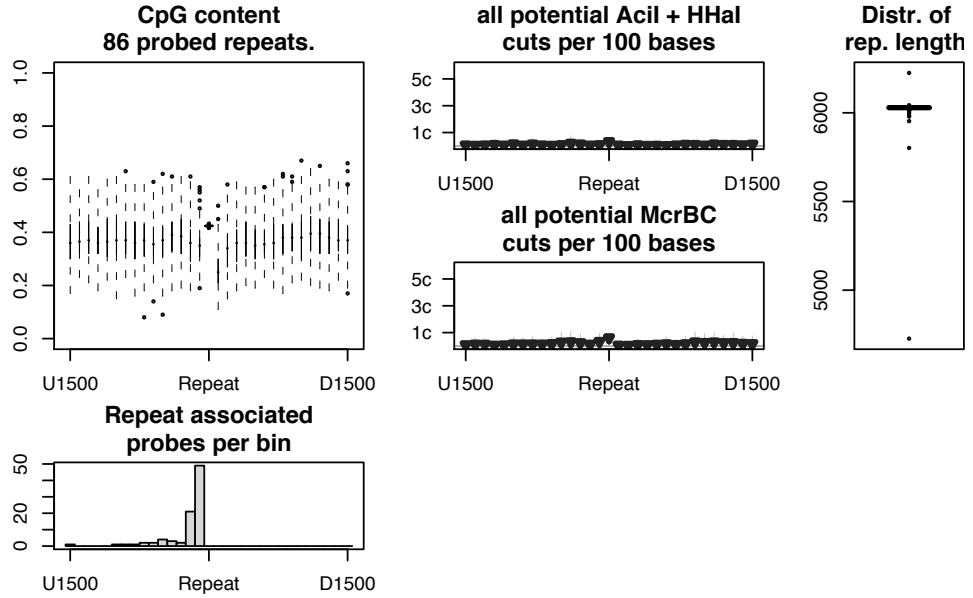 CpG content
86 probed repeats.
1.0
0.8
0.6
0.4
0.2
0.0
U1500 Repeat D1500
all potential AciI + HHaI
cuts per 100 bases
5c
3c
1c
U1500 Repeat D1500
all potential McrBC
cuts per 100 bases
5c
3c
1c
U1500 Repeat D1500
Distr. of
rep. length
6000
5500
5000
Repeat associated
probes per bin
50
20
0
U1500 Repeat D1500